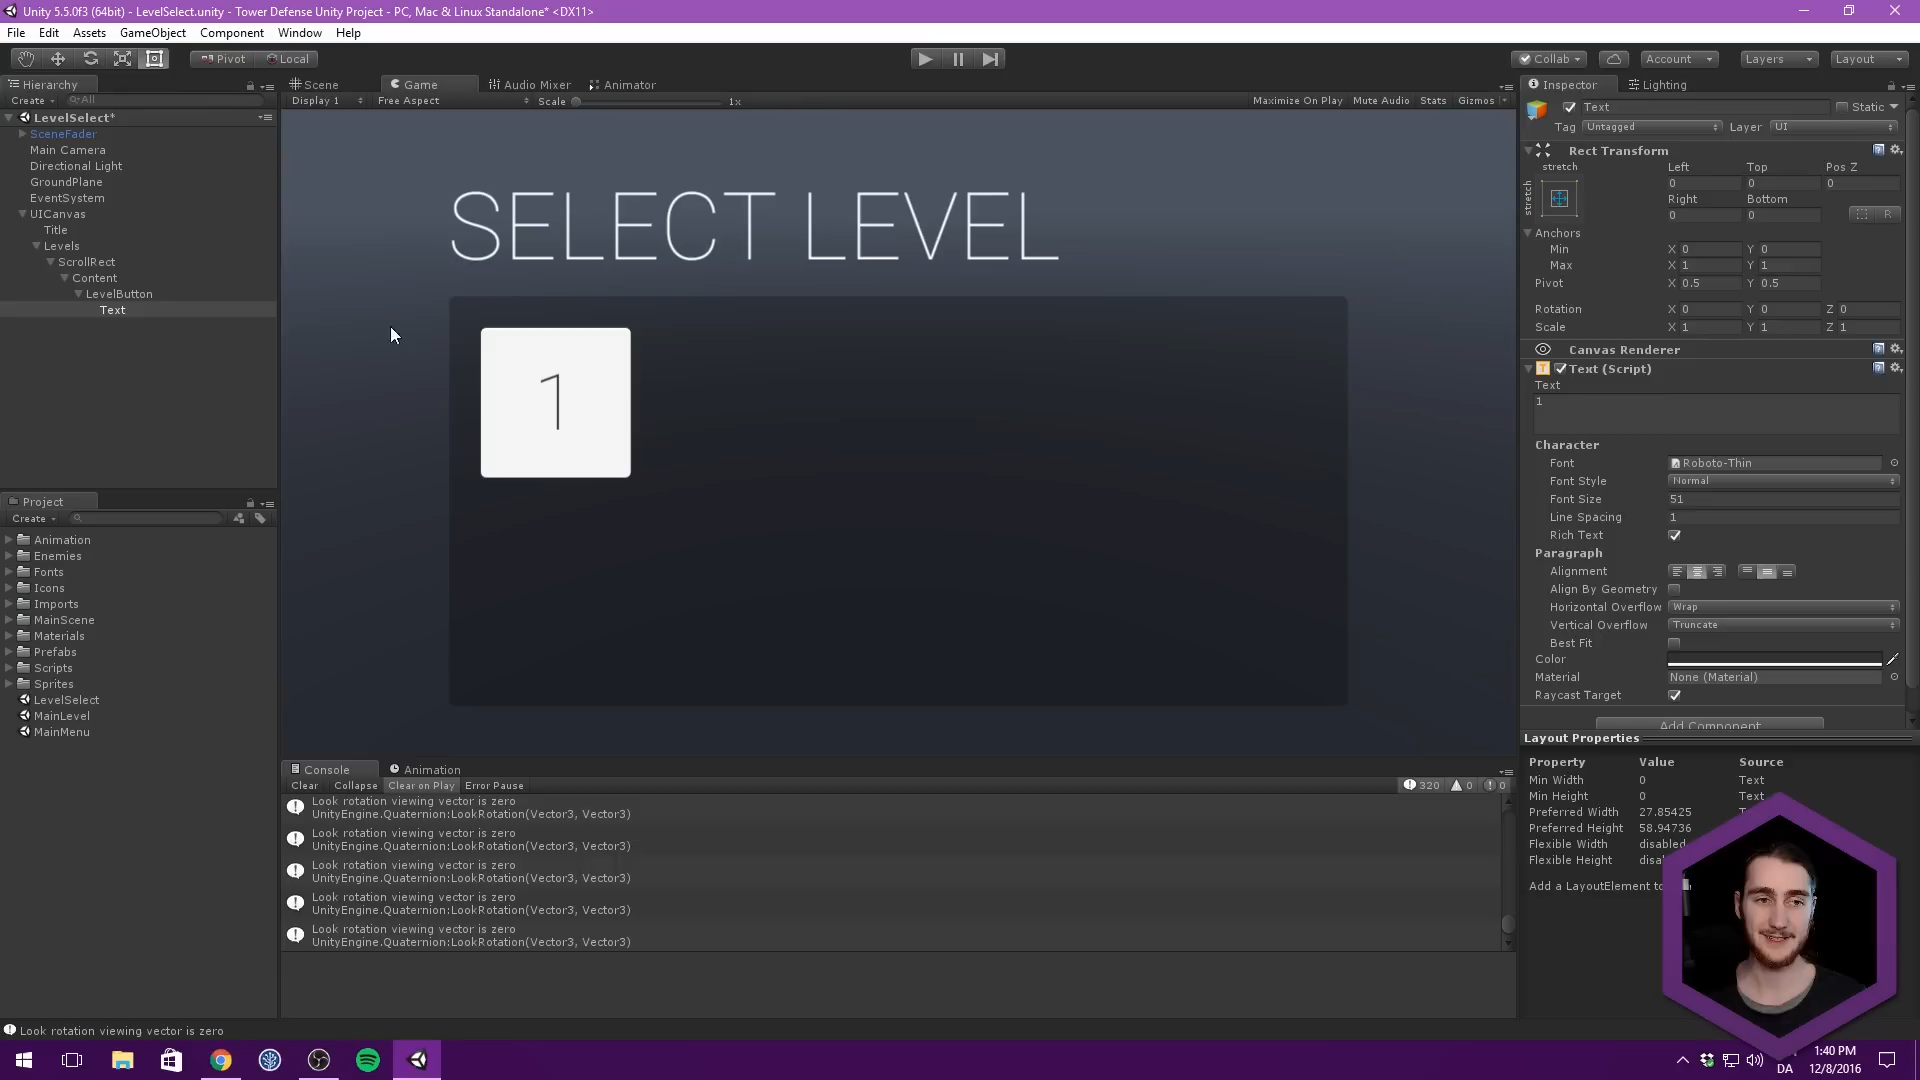 Unity 5.5.0f3 (64bit) - LevelSelect.unity - Tower Defense Unity Project - PC, Mac & Linux Standalone* <DX11>
File Edit Assets GameObject Component Window Help
Pivot Local Collab Account Layers Layout
Hierarchy
Create All
LevelSelect*
SceneFader
Main Camera
Directional Light
GroundPlane
EventSystem
UICanvas
Title
Levels
ScrollRect
Content
LevelButton
Text
Project
Create
Animation
Enemies
Fonts
Icons
Imports
MainScene
Materials
Prefabs
Scripts
Sprites
LevelSelect
MainLevel
MainMenu
Scene Game Audio Mixer Animator
Display 1 Free Aspect Scale 1x Maximize On Play Mute Audio Stats Gizmos
SELECT LEVEL
1
Console Animation
Clear Collapse Clear on Play Error Pause 320 0 0
Look rotation viewing vector is zero
UnityEngine.Quaternion:LookRotation(Vector3, Vector3)
Look rotation viewing vector is zero
UnityEngine.Quaternion:LookRotation(Vector3, Vector3)
Look rotation viewing vector is zero
UnityEngine.Quaternion:LookRotation(Vector3, Vector3)
Look rotation viewing vector is zero
UnityEngine.Quaternion:LookRotation(Vector3, Vector3)
Look rotation viewing vector is zero
UnityEngine.Quaternion:LookRotation(Vector3, Vector3)
Inspector Lighting
Text Static
Tag Untagged Layer UI
Rect Transform
stretch Left Top Pos Z
stretch 0 0 0
Right Bottom
0 0 R
Anchors
Min X 0 Y 0
Max X 1 Y 1
Pivot X 0.5 Y 0.5
Rotation X 0 Y 0 Z 0
Scale X 1 Y 1 Z 1
Canvas Renderer
Text (Script)
Text
1
Character
Font Roboto-Thin
Font Style Normal
Font Size 51
Line Spacing 1
Rich Text
Paragraph
Alignment
Align By Geometry
Horizontal Overflow Wrap
Vertical Overflow Truncate
Best Fit
Color
Material None (Material)
Raycast Target
Add Component
Layout Properties
Property Value Source
Min Width 0 Text
Min Height 0 Text
Preferred Width 27.85425
Preferred Height 58.94736
Flexible Width disabled
Flexible Height
Add a LayoutElement
Look rotation viewing vector is zero
DA
1:40 PM
12/8/2016